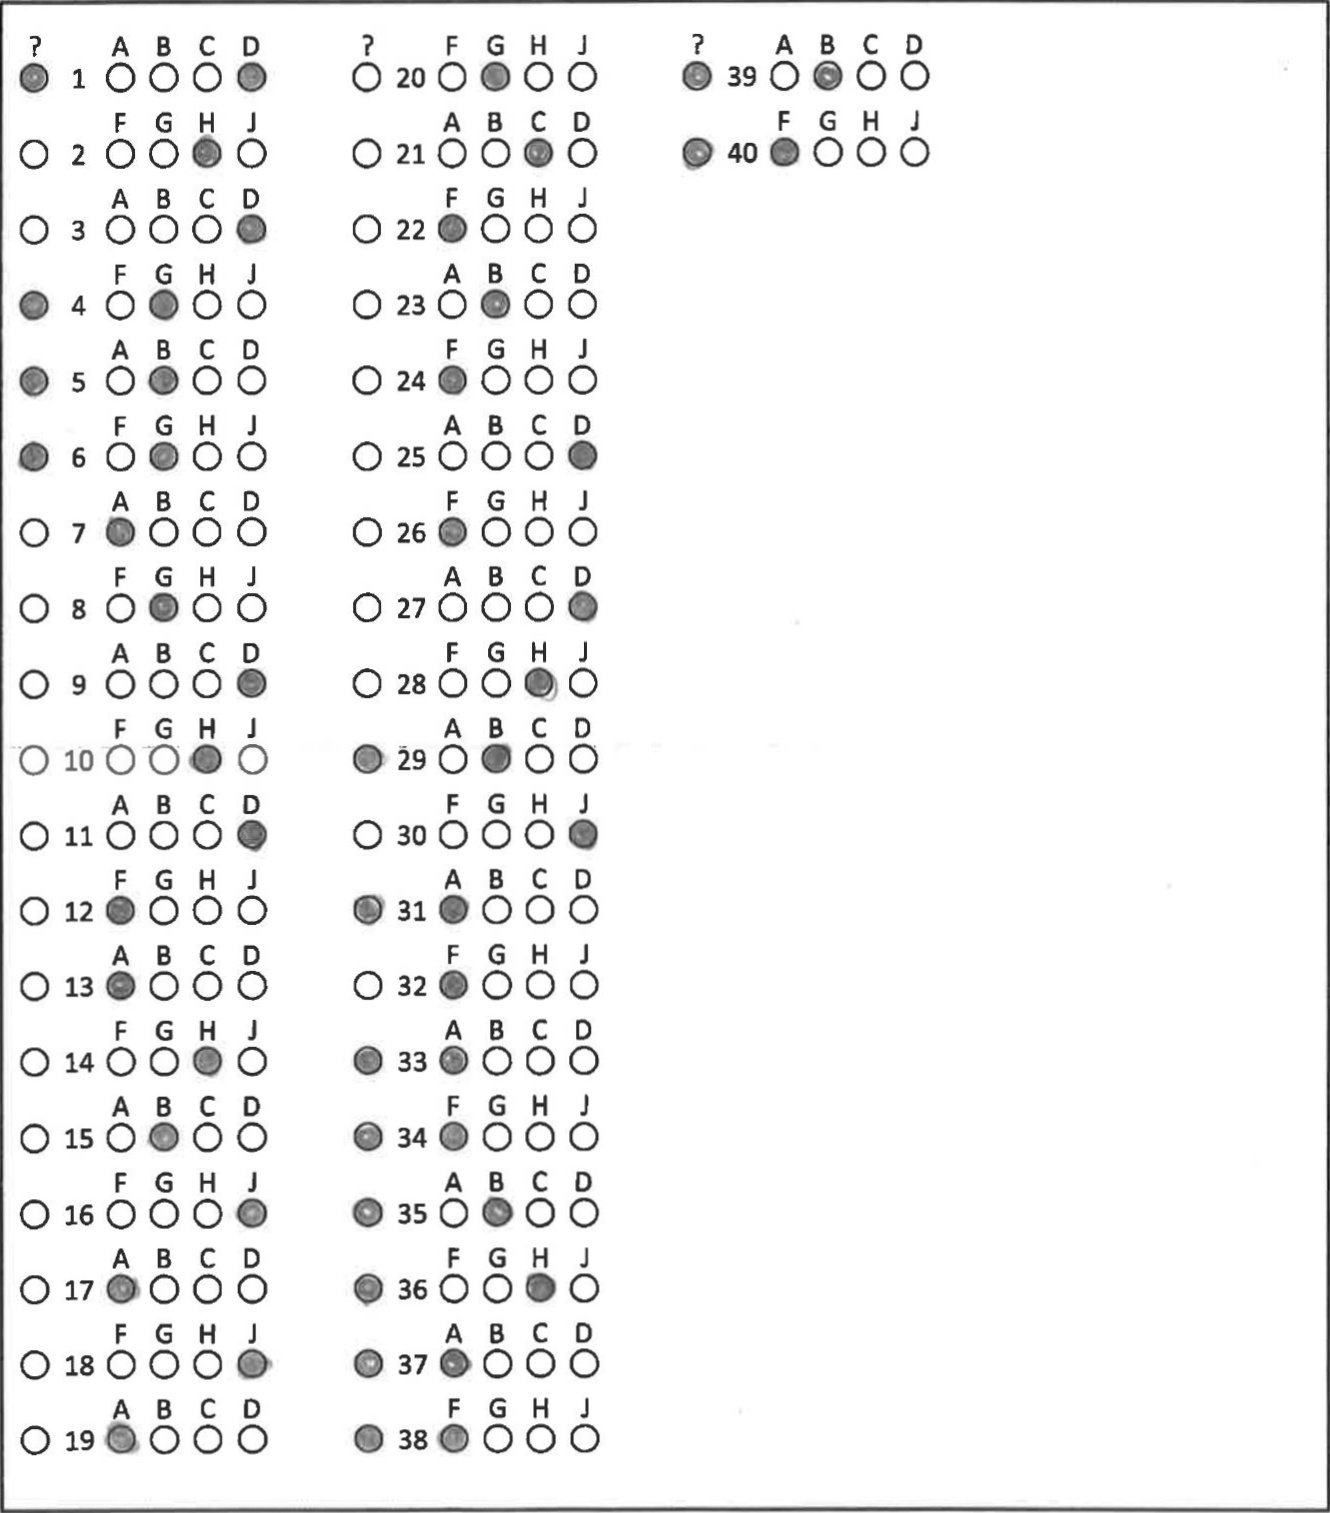 ? A B C D
1
F G H J
2
A B C D
3
F G H J
4
A B C D
5
F G H J
6
A B C D
7
F G H J
8
A B C D
9
F G H J
10
A B C D
11
F G H J
12
A B C D
13
F G H J
14
A B C D
15
F G H J
16
A B C D
17
F G H J
18
A B C D
19
? F G H J
20
A B C D
21
F G H J
22
A B C D
23
F G H J
24
A B C D
25
F G H J
26
A B C D
27
F G H J
28
A B C D
29
F G H J
30
A B C D
31
F G H J
32
A B C D
33
F G H J
34
A B C D
35
F G H J
36
A B C D
37
F G H J
38
? A B C D
39
F G H J
40